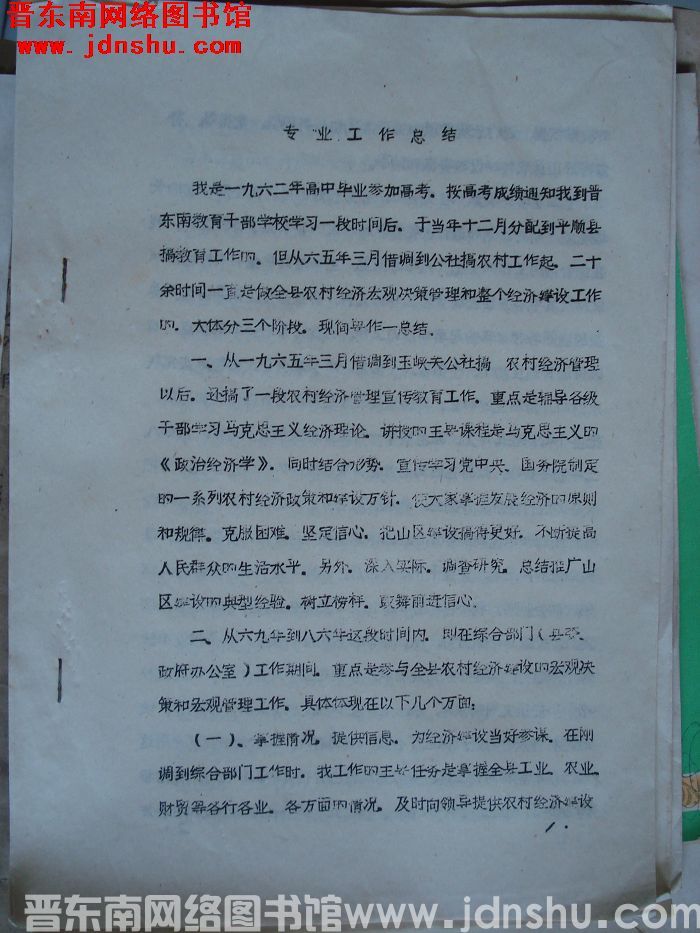 晋东南网络图书馆
www.jdnshu.com
专业工作总结
我是一九六二年高中毕业参加高考。按高考成绩通知我到晋
东南教育干部学校学习一段时间后。于当年十二月分配到平顺县
搞教育工作的。但从六五年三月借调到公社搞农村工作起。二十
余时间一直是做全县农村经济宏观决策管理和整个经济建设工作
的。大体分三个阶段。现简要作一总结.
一、从一九六五年三月借调到玉峡关公社搞 农村经济管理
以后。还搞了一段农村经济管理宣传教育工作。重点是辅导各级
干部学习马克思主义经济理论。讲授的主要课程是马克思主义的
《政治经济学》。同时结合形势。宣传学习党中央、国务院制定
的一系列农村经济政策和建设方针。使大家掌握发展经济的原则
和规律。克服困难。坚定信心。把山区建设搞得更好。不断提高
人民群众的生活水平。另外。深入实际。调查研究。总结推广山
区建设的典型经验。树立榜样。鼓舞前进信心.
二、从六九年到八六年这段时间内。即在综合部门(县委、
政府办公室)工作期间。重点是参与全县农村经济建设的宏观决
策和宏观管理工作。具体体现在以下几个方面:
(一)、掌握情况。提供信息。为经济建设当好参谋。在刚
调到综合部门工作时。我工作的主要任务是掌握全县工业、农业、
财贸等各行各业。各方面的情况。及时向领导提供农村经济建设
1.
晋东南网络图书馆 www.jdnshu.com